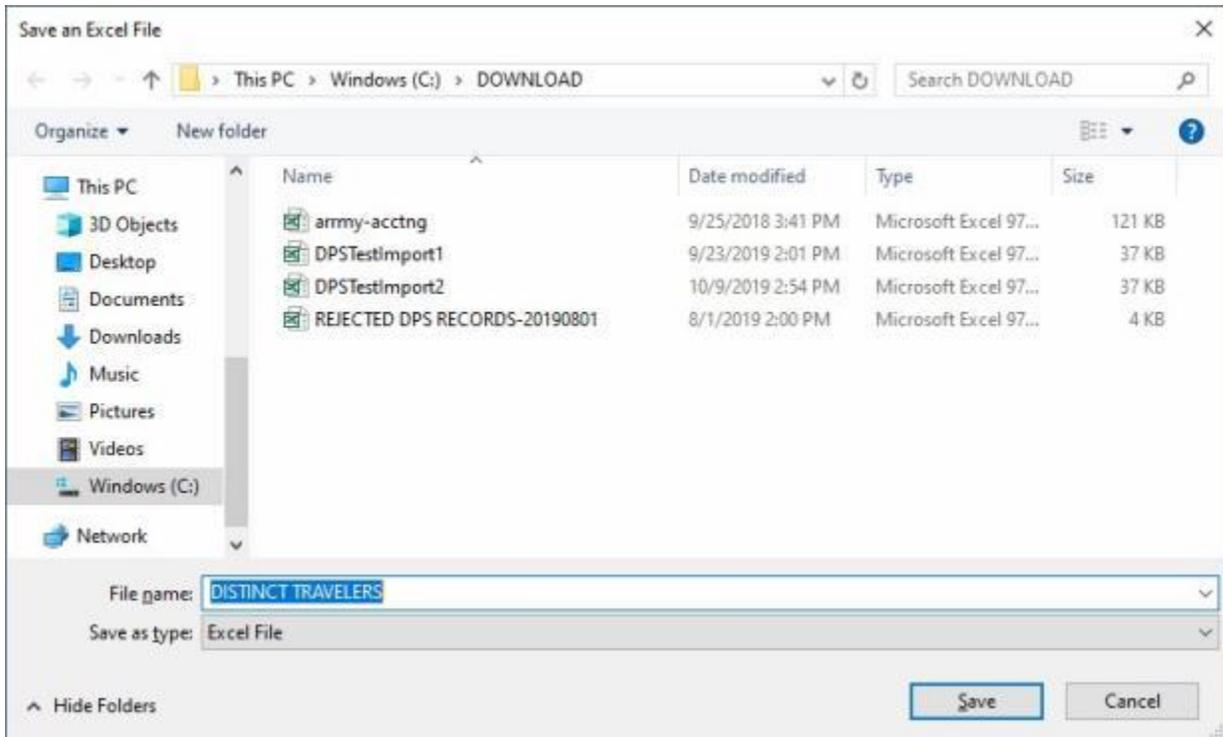 Save an Excel File
This PC > Windows (C:) > DOWNLOAD
Search DOWNLOAD
Organize
New folder
Name Date modified Type Size
This PC
3D Objects
Desktop
Documents
Downloads
Music
Pictures
Videos
Windows (C:)
Network
arrmy-acctng 9/25/2018 3:41 PM Microsoft Excel 97... 121 KB
DPSTestImport1 9/23/2019 2:01 PM Microsoft Excel 97... 37 KB
DPSTestImport2 10/9/2019 2:54 PM Microsoft Excel 97... 37 KB
REJECTED DPS RECORDS-20190801 8/1/2019 2:00 PM Microsoft Excel 97... 4 KB
File name: DISTINCT TRAVELERS
Save as type: Excel File
Hide Folders
Save
Cancel